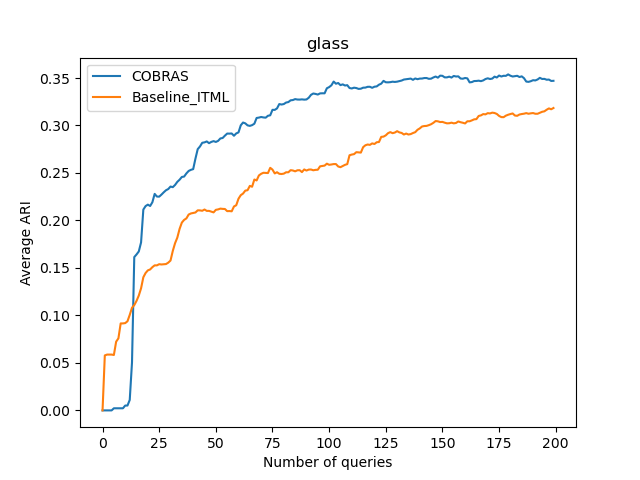 glass
COBRAS
Baseline_ITML
Average ARI
0.35
0.30
0.25
0.20
0.15
0.10
0.05
0.00
0 25 50 75 100 125 150 175 200
Number of queries